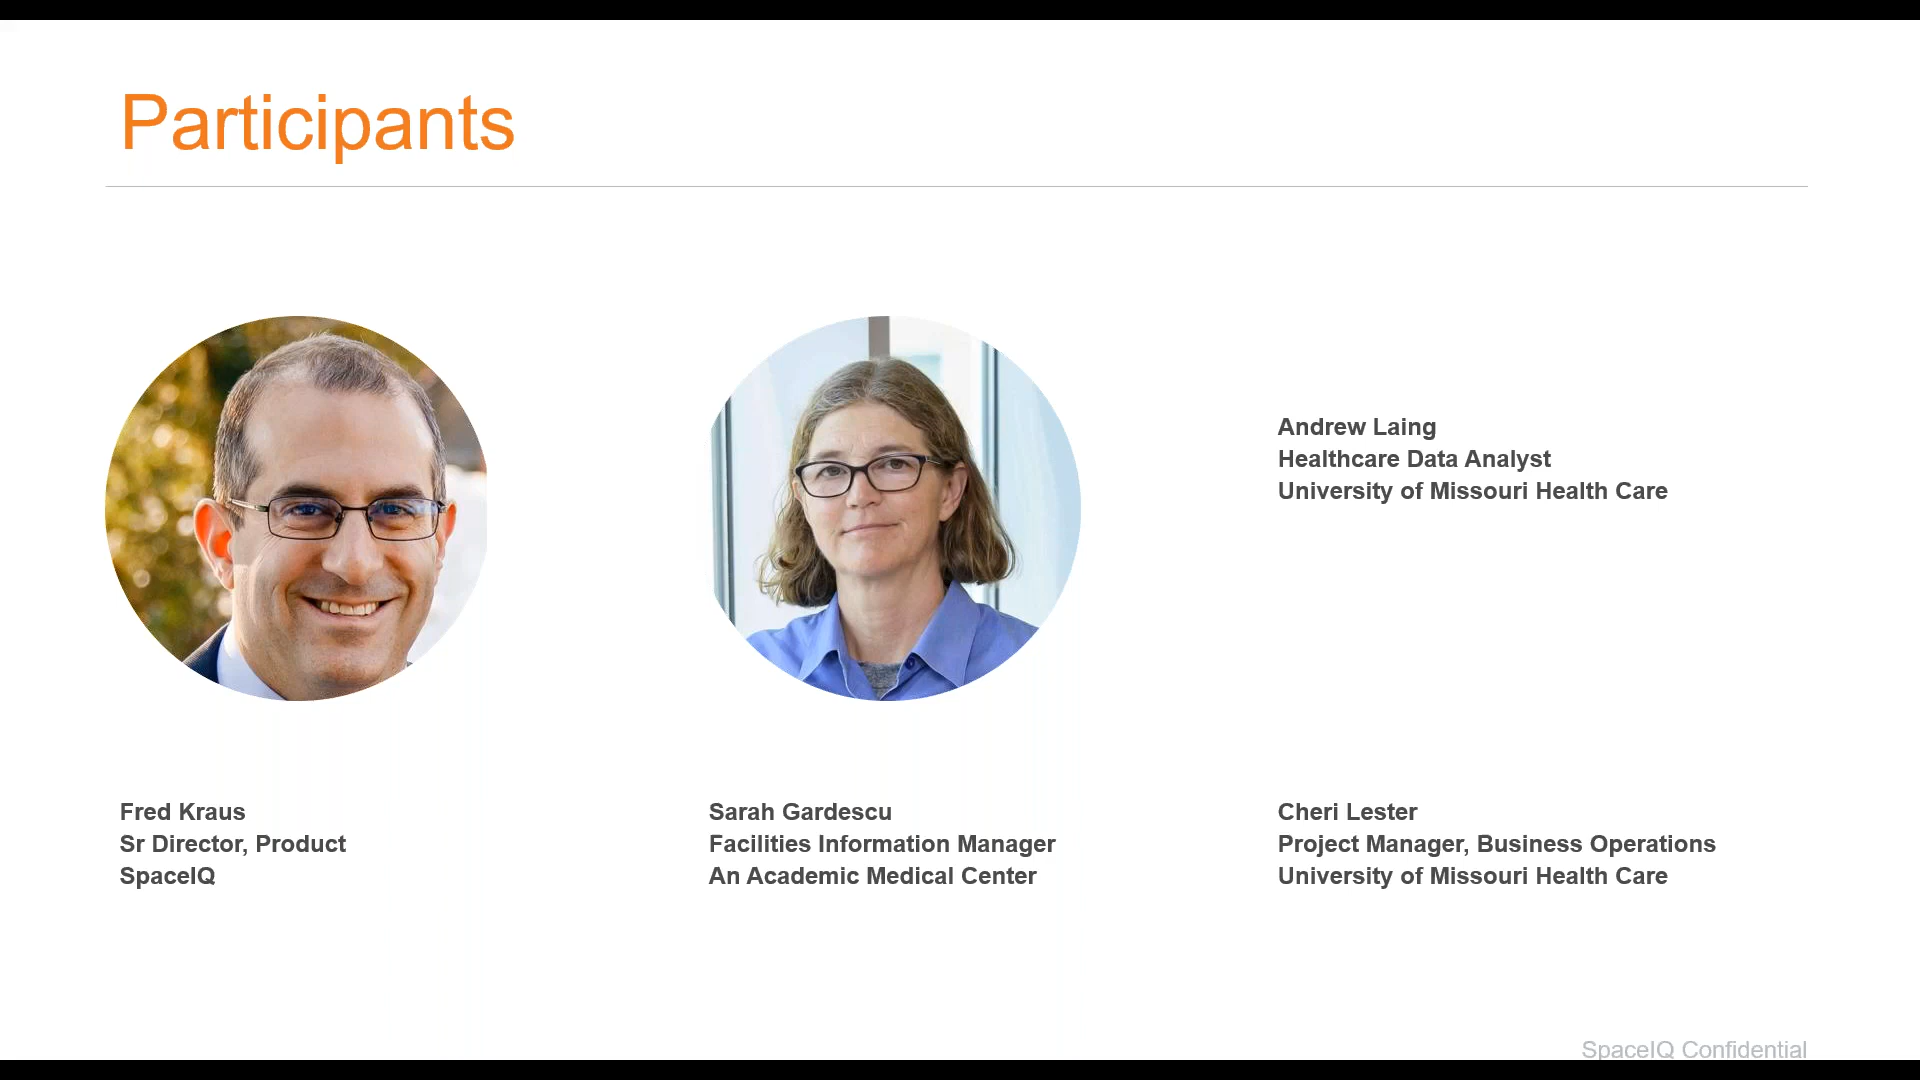 Participants
Andrew Laing
Healthcare Data Analyst
University of Missouri Health Care
Fred Kraus
Sr Director, Product
SpaceIQ
Sarah Gardescu
Facilities Information Manager
An Academic Medical Center
Cheri Lester
Project Manager, Business Operations
University of Missouri Health Care
SpaceIQ Confidential